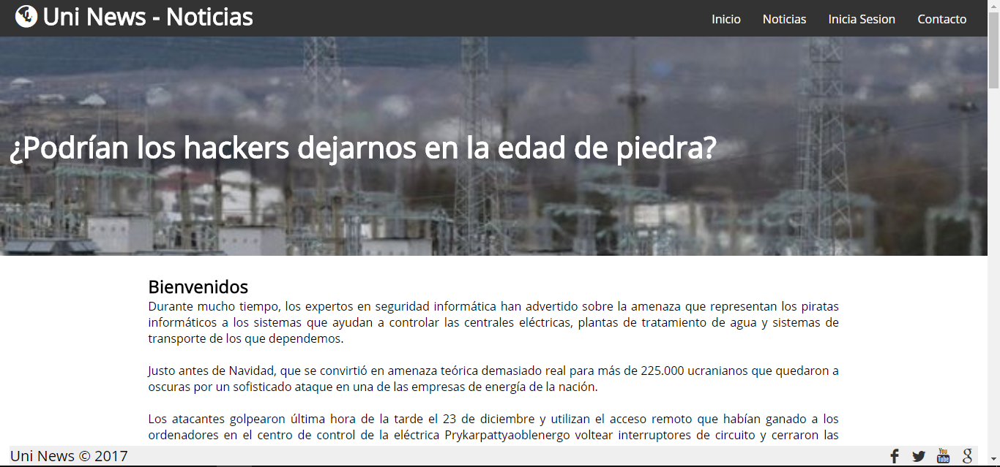 Uni News - Noticias
Inicio Noticias Inicia Sesion Contacto
¿Podrían los hackers dejarnos en la edad de piedra?
Bienvenidos
Durante mucho tiempo, los expertos en seguridad informática han advertido sobre la amenaza que representan los piratas
informáticos a los sistemas que ayudan a controlar las centrales eléctricas, plantas de tratamiento de agua y sistemas de
transporte de los que dependemos.
Justo antes de Navidad, que se convirtió en amenaza teórica demasiado real para más de 225.000 ucranianos que quedaron a
oscuras por un sofisticado ataque en una de las empresas de energía de la nación.
Los atacantes golpearon última hora de la tarde el 23 de diciembre y utilizan el acceso remoto que habían ganado a los
ordenadores en el centro de control de la eléctrica Prykarpattyaoblenergo voltear interruptores de circuito y cerraron las
Uni News © 2017
You Tube